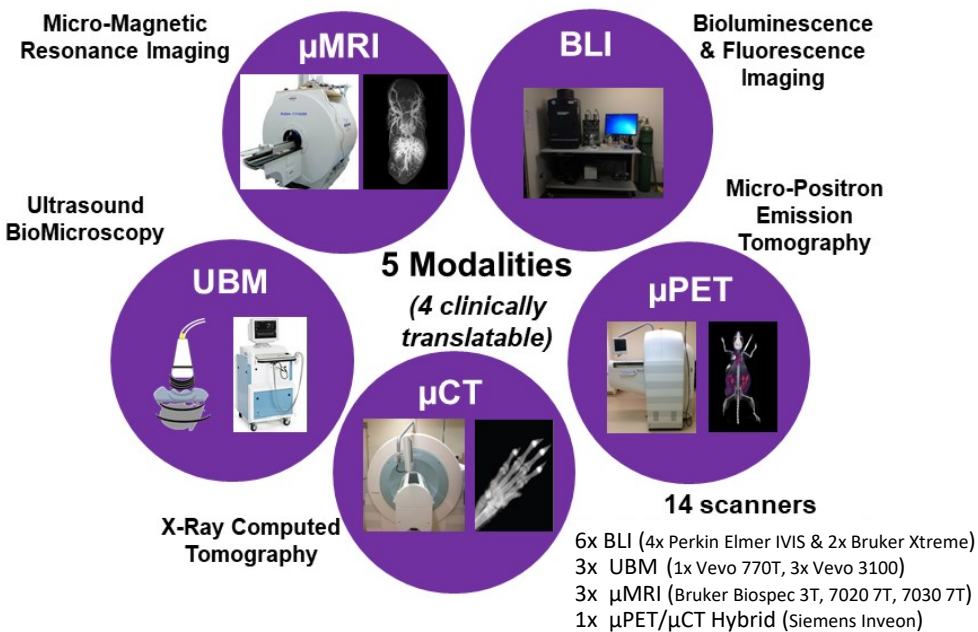 Micro-Magnetic
Resonance Imaging
µMRI
BLI
Bioluminescence
& Fluorescence
Imaging
Ultrasound
BioMicroscopy
Micro-Positron
Emission
Tomography
UBM
5 Modalities
(4 clinically
translatable)
µPET
µCT
X-Ray Computed
Tomography
14 scanners
6x BLI (4x Perkin Elmer IVIS & 2x Bruker Xtreme)
3x UBM (1x Vevo 770T, 3x Vevo 3100)
3x µMRI (Bruker Biospec 3T, 7020 7T, 7030 7T)
1x µPET/µCT Hybrid (Siemens Inveon)